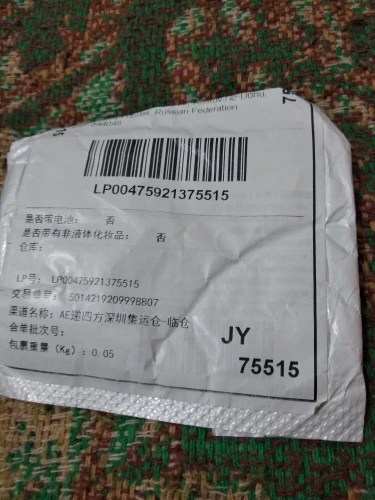 Russian Federation
LP00475921375515
是否带电池： 否
是否带有非液体化妆品： 否
仓库：
LP号： LP00475921375515
交易单号：5014219209998807
渠道名称：AE递四方深圳集运仓-临仓
会单批次号：
包裹重量（Kg）：0.05
JY
75515